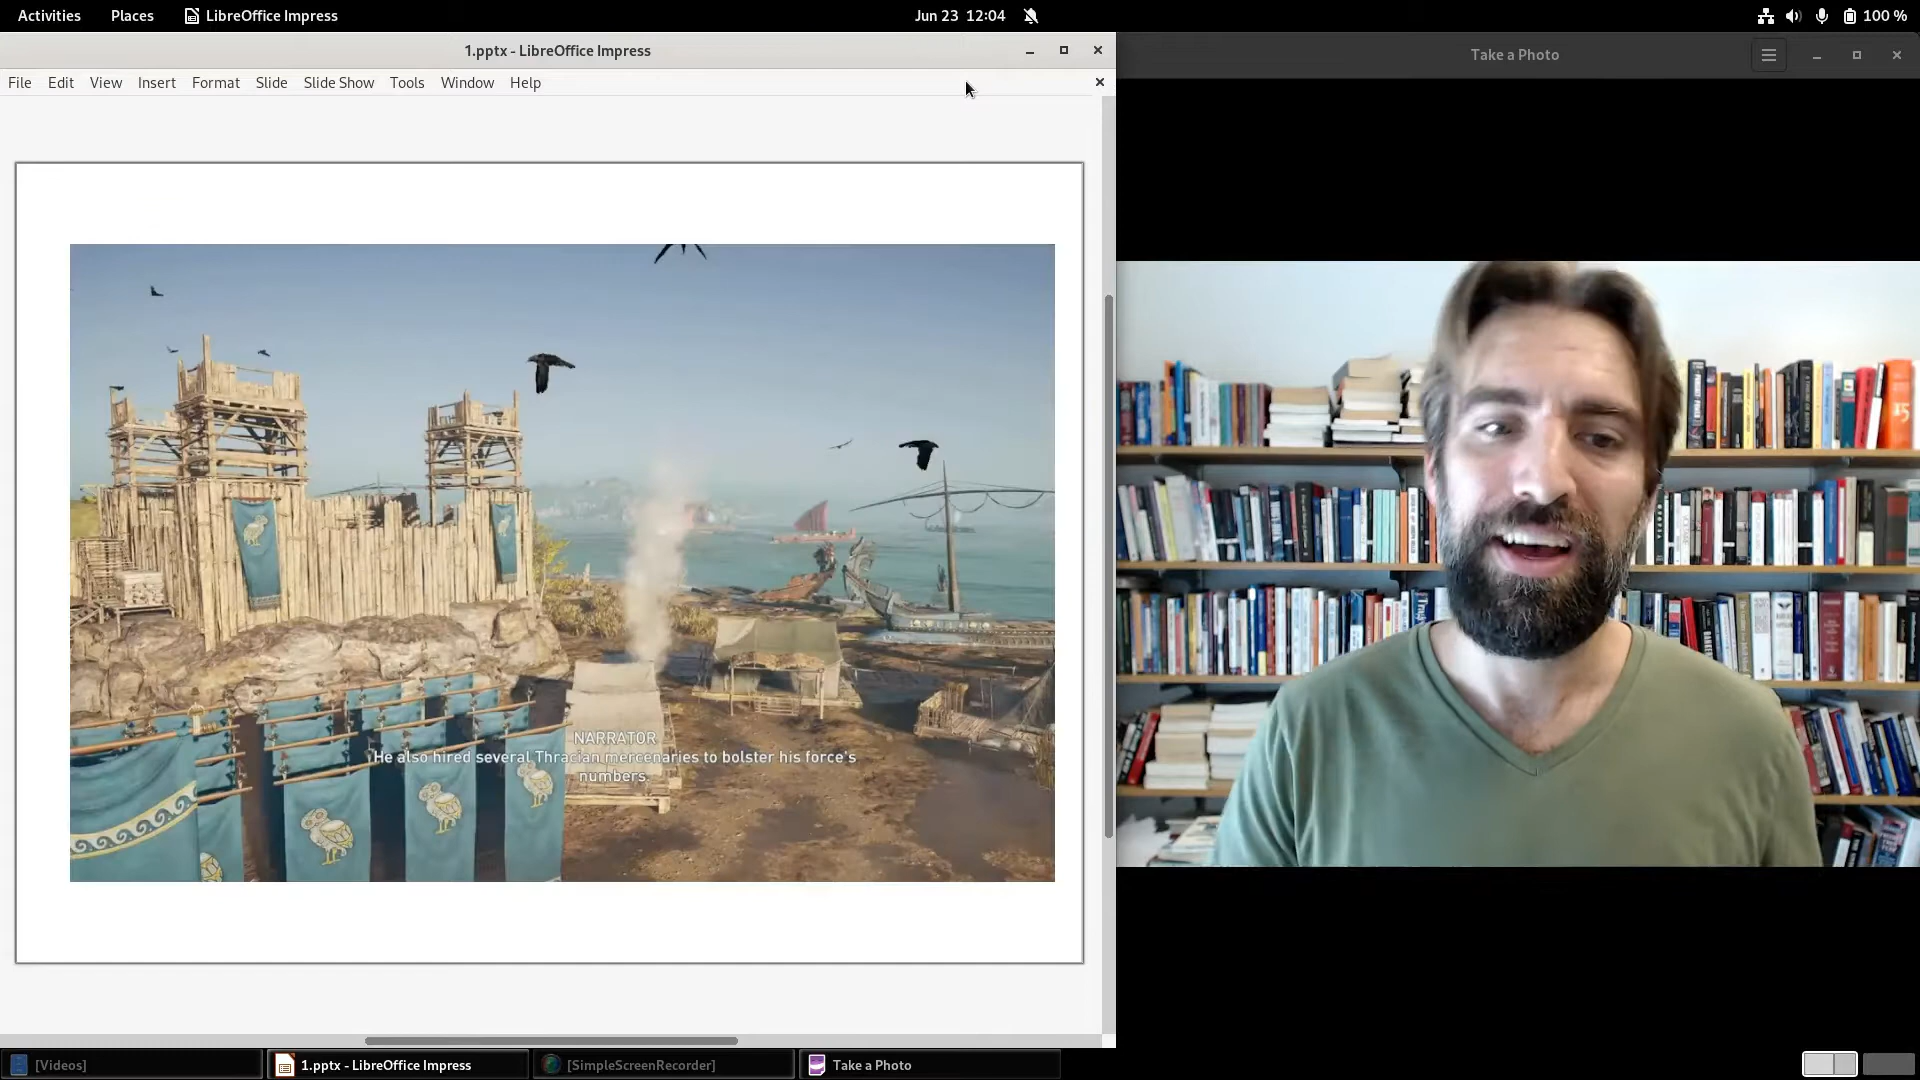 Activities
Places
LibreOffice Impress
Jun 23 12:04
100 %
1.pptx - LibreOffice Impress
Take a Photo
File Edit View Insert Format Slide Slide Show Tools Window Help
NARRATOR
He also hired several Thracian mercenaries to bolster his force's
numbers.
15
[Videos]
1.pptx - LibreOffice Impress
[SimpleScreenRecorder]
Take a Photo